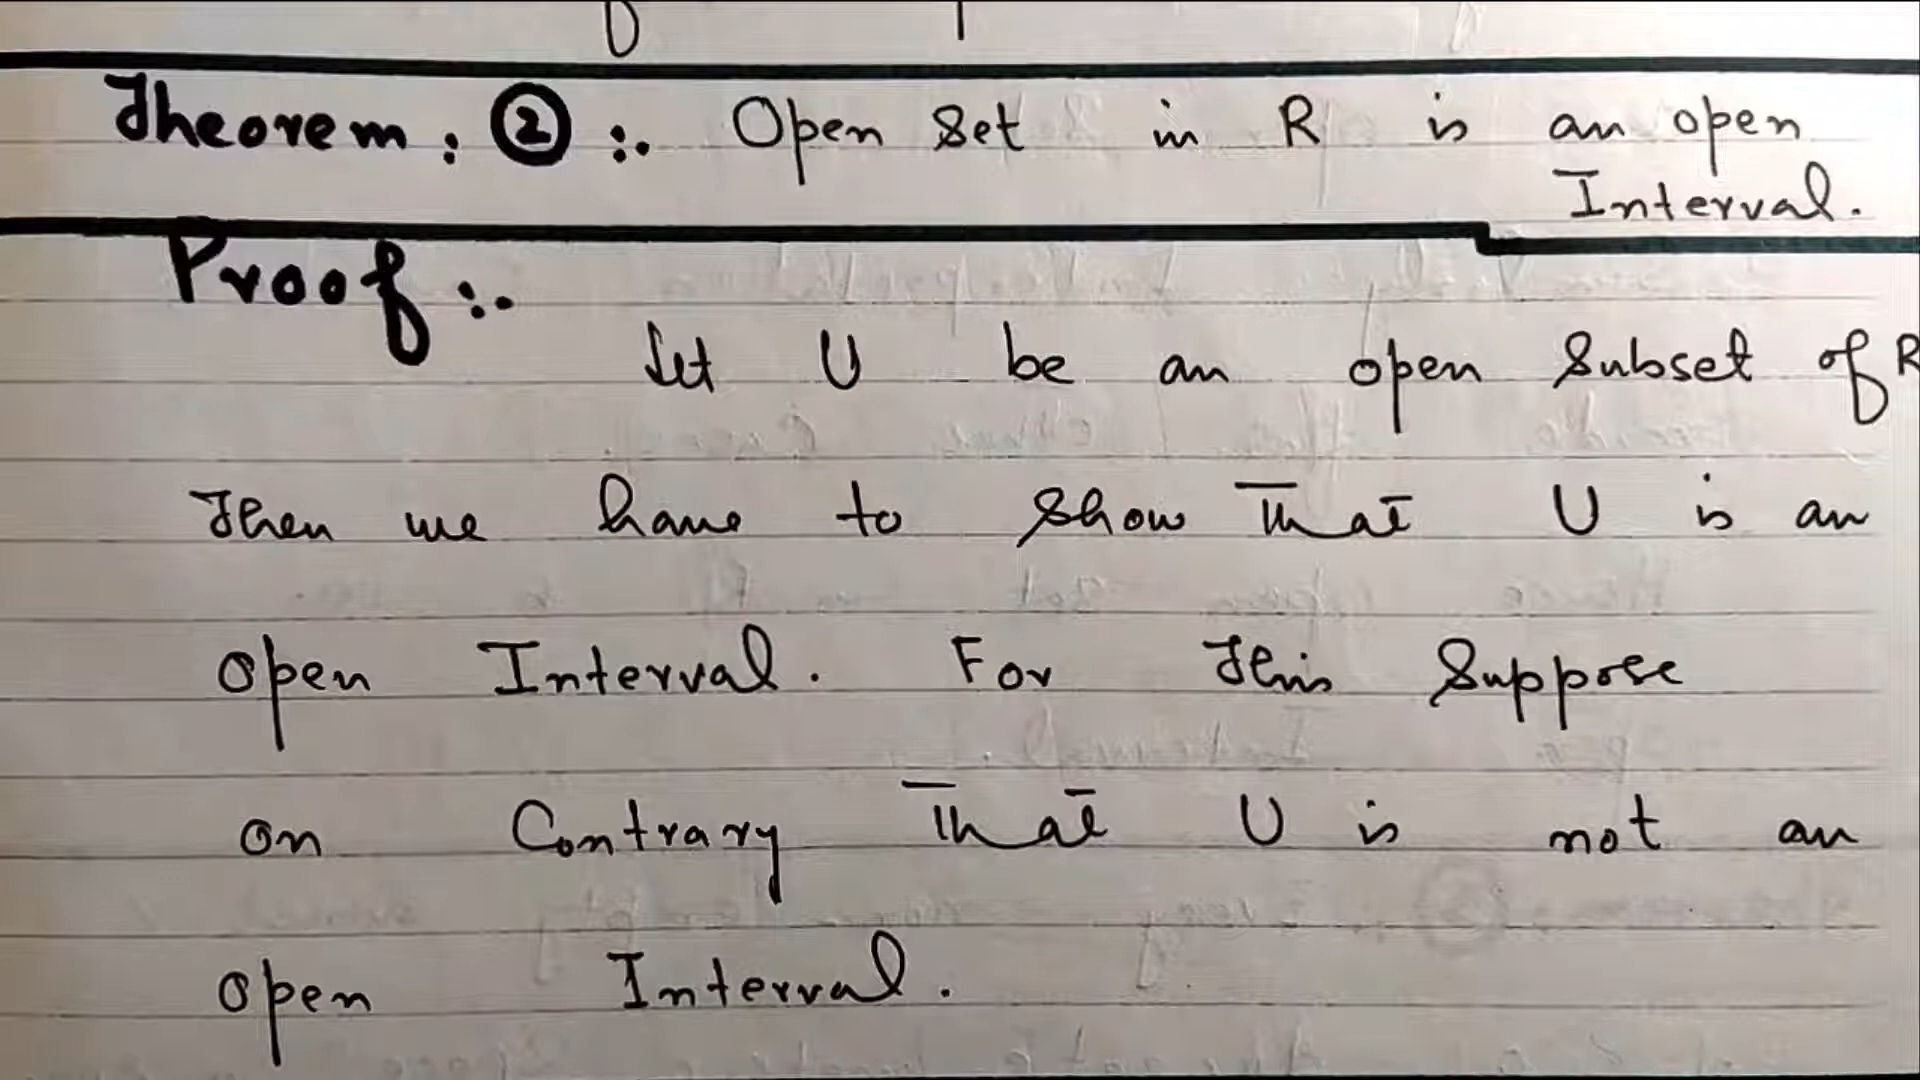 Theorem: ② :. Open Set in R is an open
Interval.
Proof :.
Let U be an open Subset of R
Then we have to Show That U is an
open Interval. For This Suppose
on Contrary That U is not an
open Interval.